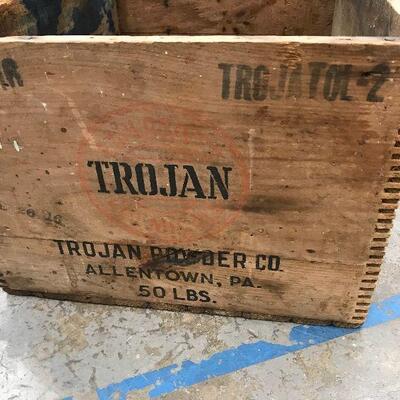 TROJATOL-2
TROJAN
TROJAN POWDER CO.
ALLENTOWN, PA.
50 LBS.